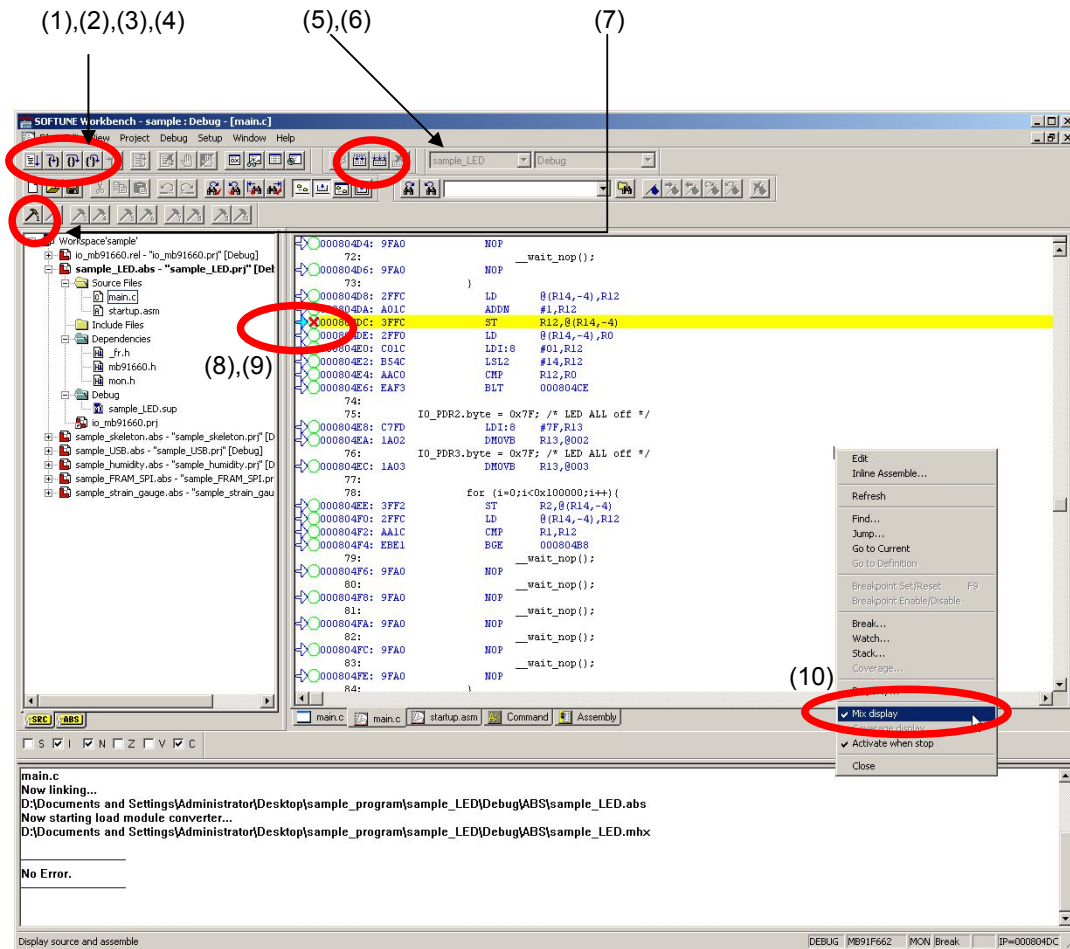 (1),(2),(3),(4)
(5),(6)
(7)
SOFTUNE Workbench - sample : Debug - [main.c]
View Project Debug Setup Window Help
sample_LED
Debug
Workspace'sample'
io_mb91660.rel - "io_mb91660.prj" [Debug]
sample_LED.abs - "sample_LED.prj" [Det
Source Files
main.c
startup.asm
Include Files
Dependencies
_fr.h
mb91660.h
mon.h
Debug
sample_LED.sup
io_mb91660.prj
sample_skeleton.abs - "sample_skeleton.prj" [D
sample_USB.abs - "sample_USB.prj" [Debug]
sample_humidity.abs - "sample_humidity.prj" [D
sample_FRAM_SPI.abs - "sample_FRAM_SPI.pr
sample_strain_gauge.abs - "sample_strain_gau
SRC ABS
(8),(9)
000804D4: 9FA0 NOP
72: __wait_nop();
000804D6: 9FA0 NOP
73: }
000804D8: 2FFC LD @(R14,-4),R12
000804DA: A01C ADDN #1,R12
000804DC: 3FFC ST R12,@(R14,-4)
000804DE: 2FF0 LD @(R14,-4),R0
000804E0: C01C LDI:8 #01,R12
000804E2: B54C LSL2 #14,R12
000804E4: AAC0 CMP R12,R0
000804E6: EAF3 BLT 000804CE
74:
75: IO_PDR2.byte = 0x7F; /* LED ALL off */
000804E8: C7FD LDI:8 #7F,R13
000804EA: 1A02 DMOVB R13,@002
76: IO_PDR3.byte = 0x7F; /* LED ALL off */
000804EC: 1A03 DMOVB R13,@003
77:
78: for (i=0;i<0x100000;i++){
000804EE: 3FF2 ST R2,@(R14,-4)
000804F0: 2FFC LD @(R14,-4),R12
000804F2: AA1C CMP R1,R12
000804F4: EBE1 BGE 000804B8
79: __wait_nop();
000804F6: 9FA0 NOP
80: __wait_nop();
000804F8: 9FA0 NOP
81: __wait_nop();
000804FA: 9FA0 NOP
82: __wait_nop();
000804FC: 9FA0 NOP
83: __wait_nop();
000804FE: 9FA0 NOP
84: }
main.c main.c startup.asm Command Assembly
Edit
Inline Assemble...
Refresh
Find...
Jump...
Go to Current
Go to Definition
Breakpoint Set/Reset F9
Breakpoint Enable/Disable
Break...
Watch...
Stack...
Coverage...
(10)
Mix display
Coverage display
Activate when stop
Close
S I N Z V C
main.c
Now linking...
D:\Documents and Settings\Administrator\Desktop\sample_program\sample_LED\Debug\ABS\sample_LED.abs
Now starting load module converter...
D:\Documents and Settings\Administrator\Desktop\sample_program\sample_LED\Debug\ABS\sample_LED.mhx
No Error.
Display source and assemble
DEBUG MB91F662 MON Break IP=000804DC